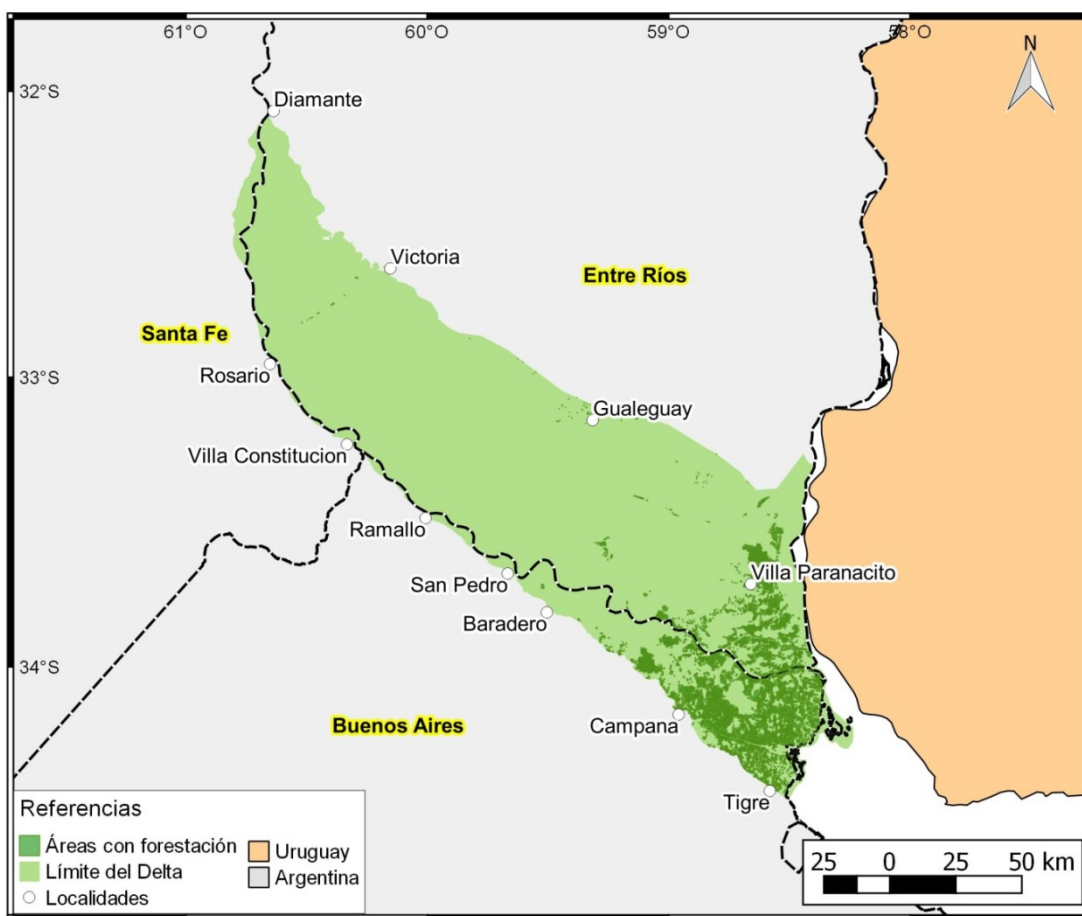 61°O 60°O 59°O 58°O
N
32°S
Diamante
Victoria
Entre Ríos
Santa Fe
Rosario
33°S
Gualeguay
Villa Constitucion
Ramallo
San Pedro
Villa Paranacito
Baradero
34°S
Campana
Buenos Aires
Tigre
Referencias
Áreas con forestación
Límite del Delta
Localidades
Uruguay
Argentina
25 0 25 50 km